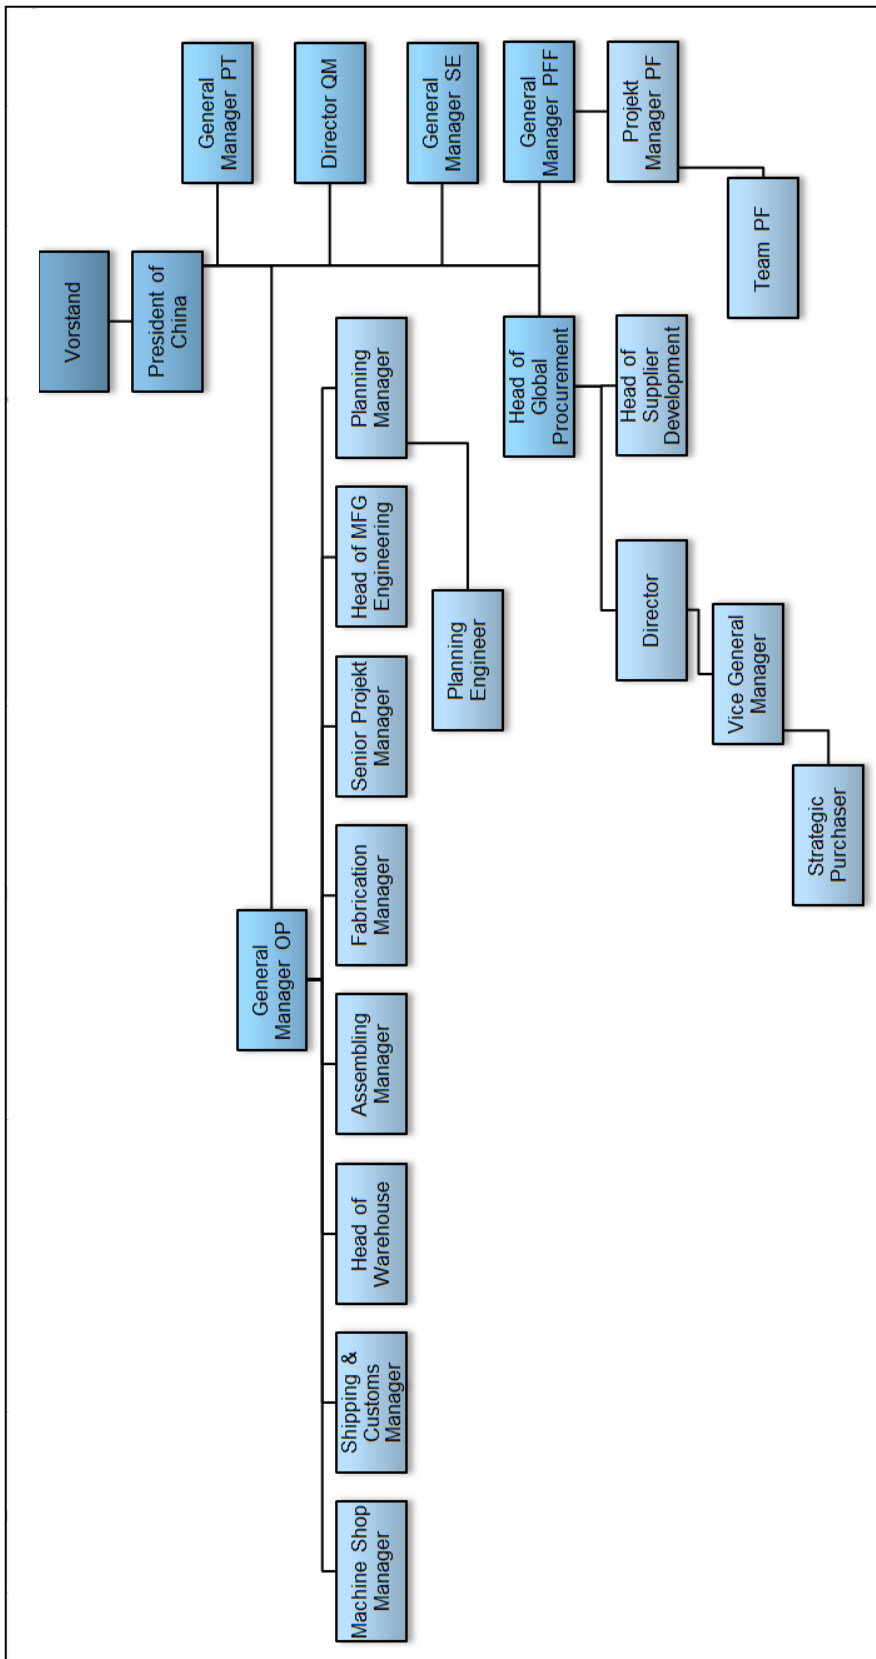 Vorstand
President of
China
General
Manager PT
Director QM
General
Manager SE
General
Manager PFF
Projekt
Manager PF
Team PF
General
Manager OP
Head of
Global
Procurement
Head of
Supplier
Development
Director
Vice General
Manager
Strategic
Purchaser
Machine Shop
Manager
Shipping &
Customs
Manager
Head of
Warehouse
Assembling
Manager
Fabrication
Manager
Senior Projekt
Manager
Head of MFG
Engineering
Planning
Manager
Planning
Engineer